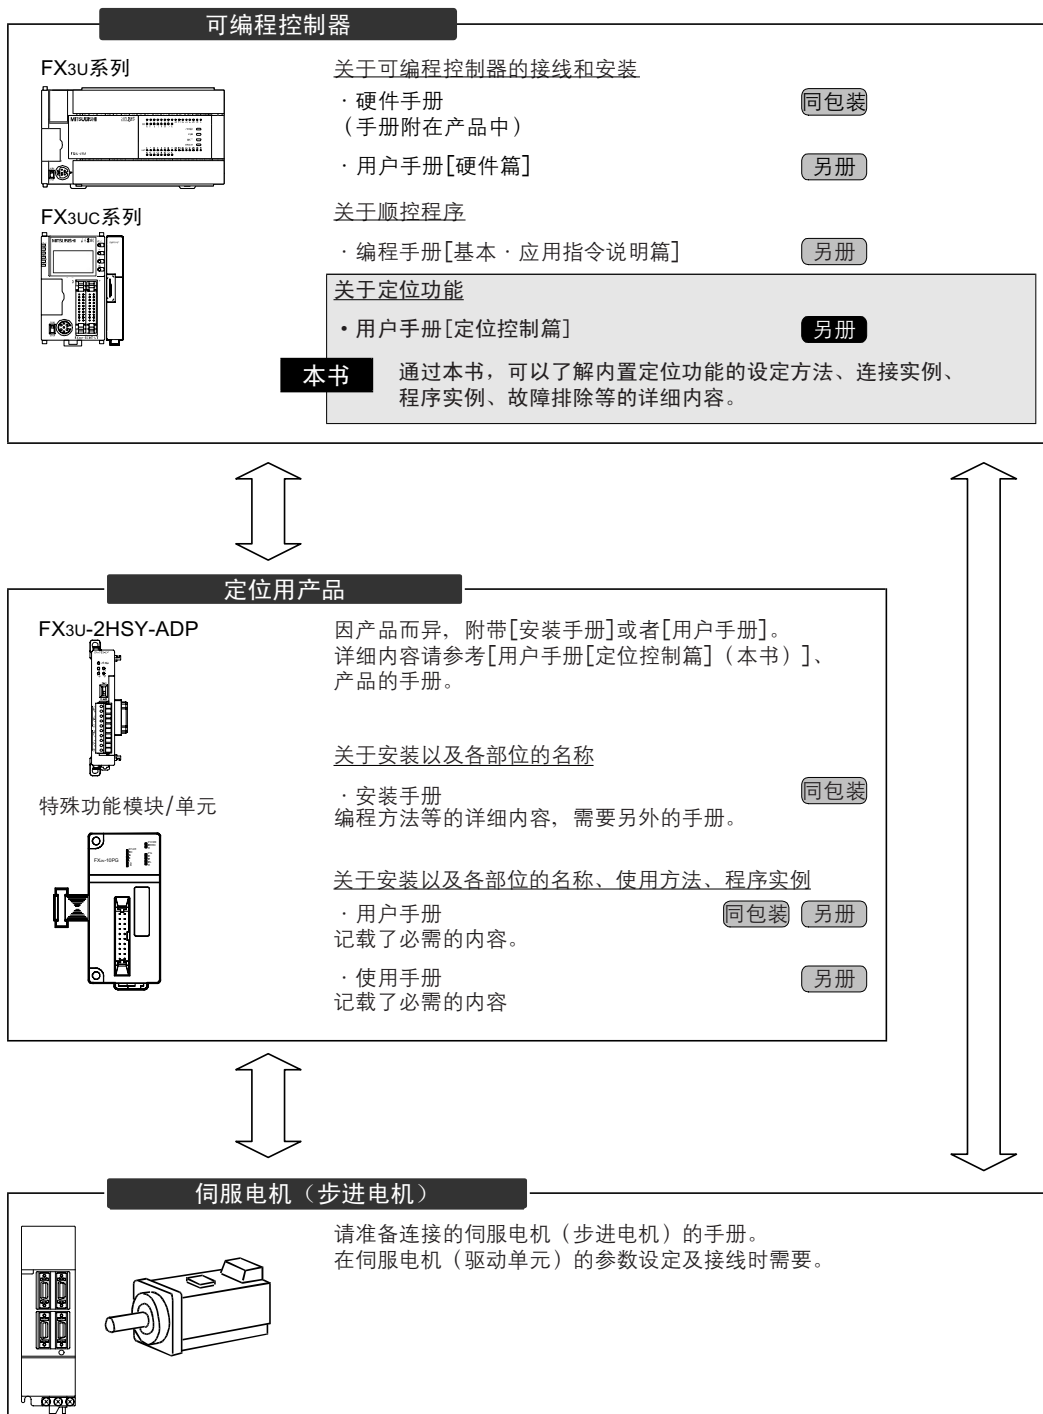 可编程控制器
FX3U系列
MITSUBISHI
关于可编程控制器的接线和安装
·硬件手册 同包装
（手册附在产品中）
·用户手册[硬件篇] 另册
FX3UC系列
MITSUBISHI
关于顺控程序
·编程手册[基本·应用指令说明篇] 另册
关于定位功能
•用户手册[定位控制篇] 另册
本书
通过本书，可以了解内置定位功能的设定方法、连接实例、
程序实例、故障排除等的详细内容。
定位用产品
FX3U-2HSY-ADP
因产品而异，附带[安装手册]或者[用户手册]。
详细内容请参考[用户手册[定位控制篇]（本书）]、
产品的手册。
关于安装以及各部位的名称
·安装手册 同包装
编程方法等的详细内容，需要另外的手册。
特殊功能模块/单元
关于安装以及各部位的名称、使用方法、程序实例
·用户手册 同包装 另册
记载了必需的内容。
·使用手册 另册
记载了必需的内容
伺服电机（步进电机）
请准备连接的伺服电机（步进电机）的手册。
在伺服电机（驱动单元）的参数设定及接线时需要。